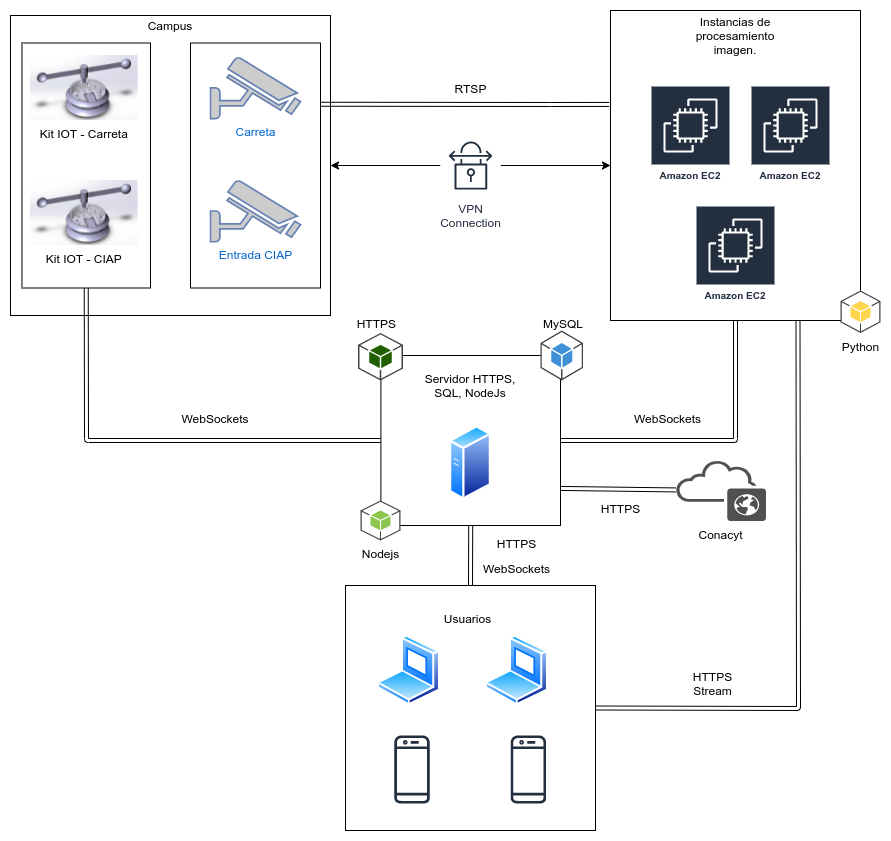 Campus
Kit IOT - Carreta
Kit IOT - CIAP
Carreta
Entrada CIAP
RTSP
VPN
Connection
Instancias de
procesamiento
imagen.
Amazon EC2
Amazon EC2
Amazon EC2
Python
HTTPS
MySQL
Servidor HTTPS,
SQL, NodeJs
WebSockets
WebSockets
HTTPS
Conacyt
Nodejs
HTTPS
WebSockets
Usuarios
HTTPS
Stream